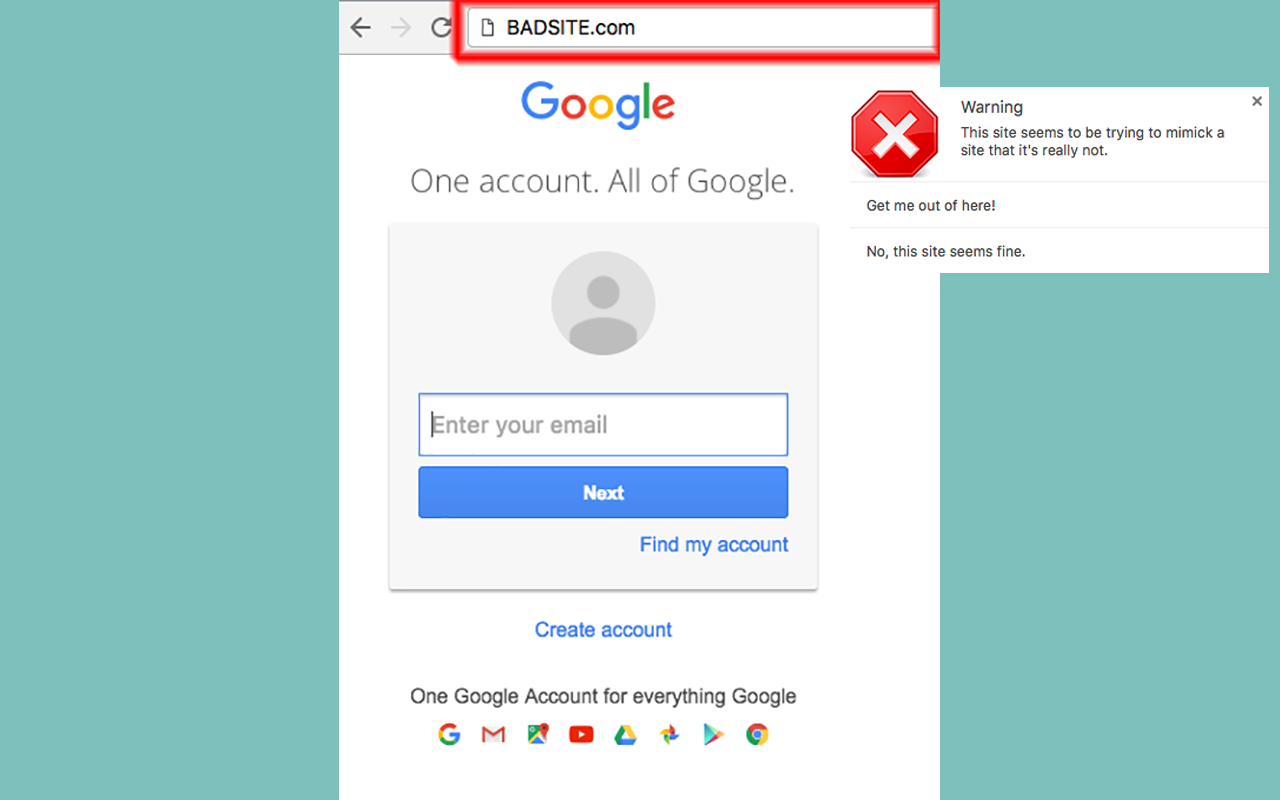 BADSITE.com
Google
One account. All of Google.
Warning
This site seems to be trying to mimick a
site that it's really not.
Get me out of here!
No, this site seems fine.
Enter your email
Next
Find my account
Create account
One Google Account for everything Google